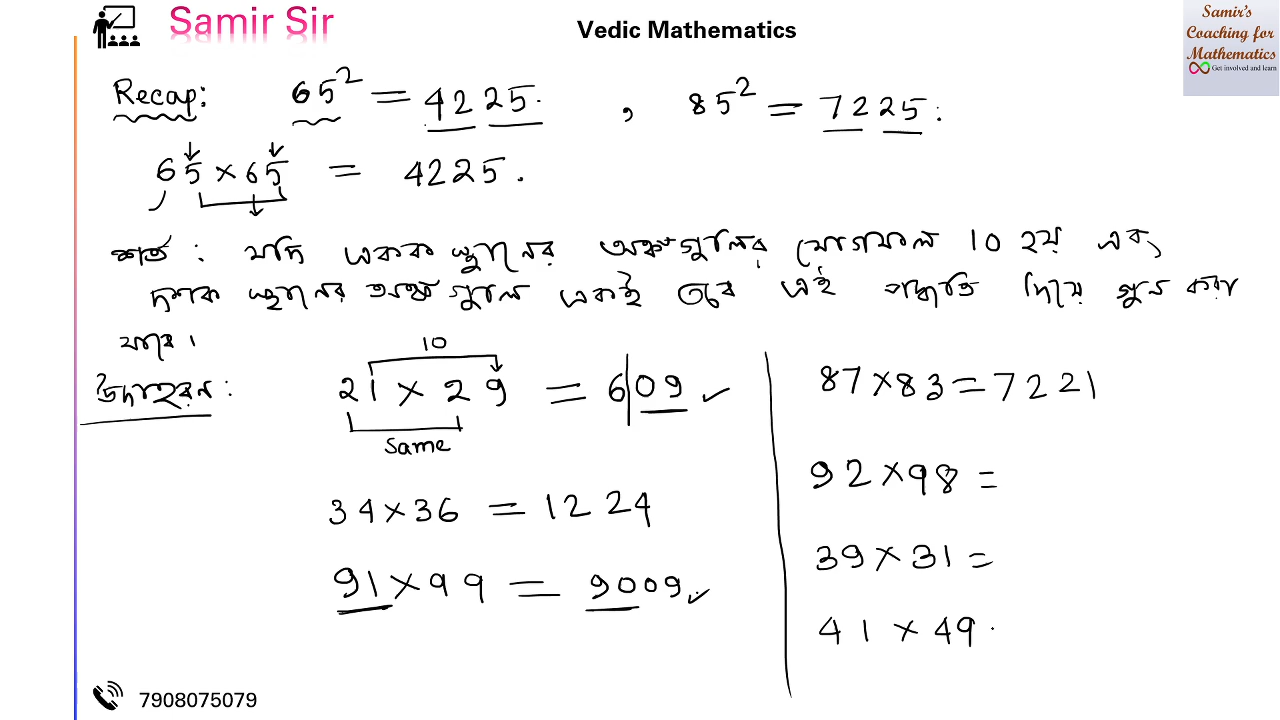 Samir Sir
Vedic Mathematics
Samir's
Coaching for
Mathematics
Get involved and learn
Recap: 65² = 4225. , 85² = 7225.
65 × 65 = 4225.
শর্ত : যদি একক স্থানের অঙ্কগুলির যোগফল 10 হয় এবং
দশক স্থানের অঙ্কগুলি একই তবে এই পদ্ধতি দিয়ে গুন করা
যাবে।
10
উদাহরন: 21 × 29 = 6|09 ✓
Same
34 × 36 = 1224
91 × 99 = 9009 ✓
87 × 83 = 7221
92 × 98 =
39 × 31 =
41 × 49
7908075079